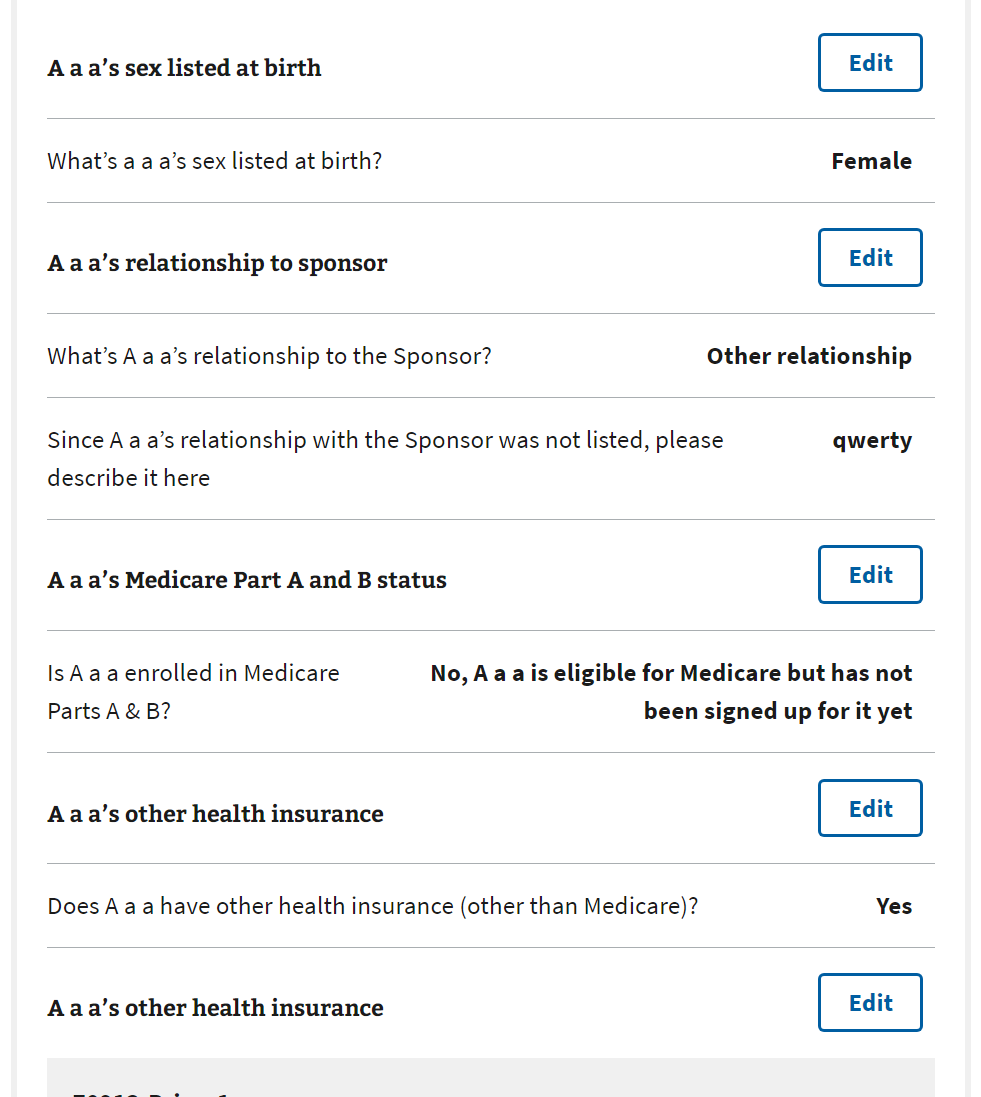 A a a’s sex listed at birth
Edit
What’s a a a’s sex listed at birth?
Female
A a a’s relationship to sponsor
Edit
What’s A a a’s relationship to the Sponsor?
Other relationship
Since A a a’s relationship with the Sponsor was not listed, please
describe it here
qwerty
A a a’s Medicare Part A and B status
Edit
Is A a a enrolled in Medicare
Parts A & B?
No, A a a is eligible for Medicare but has not
been signed up for it yet
A a a’s other health insurance
Edit
Does A a a have other health insurance (other than Medicare)?
Yes
A a a’s other health insurance
Edit